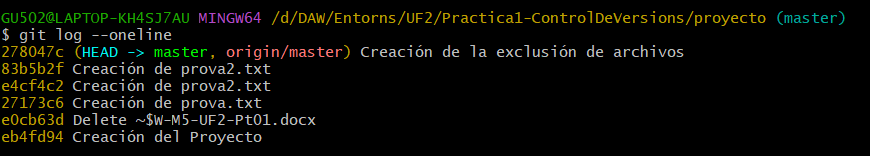 GU502@LAPTOP-KH4SJ7AU MINGW64 /d/DAW/Entorns/UF2/Practica1-ControlDeVersions/proyecto (master)
$ git log --oneline
278047c (HEAD -> master, origin/master) Creación de la exclusión de archivos
83b5b2f Creación de prova2.txt
e4cf4c2 Creación de prova2.txt
27173c6 Creación de prova.txt
e0cb63d Delete ~$W-M5-UF2-Pt01.docx
eb4fd94 Creación del Proyecto